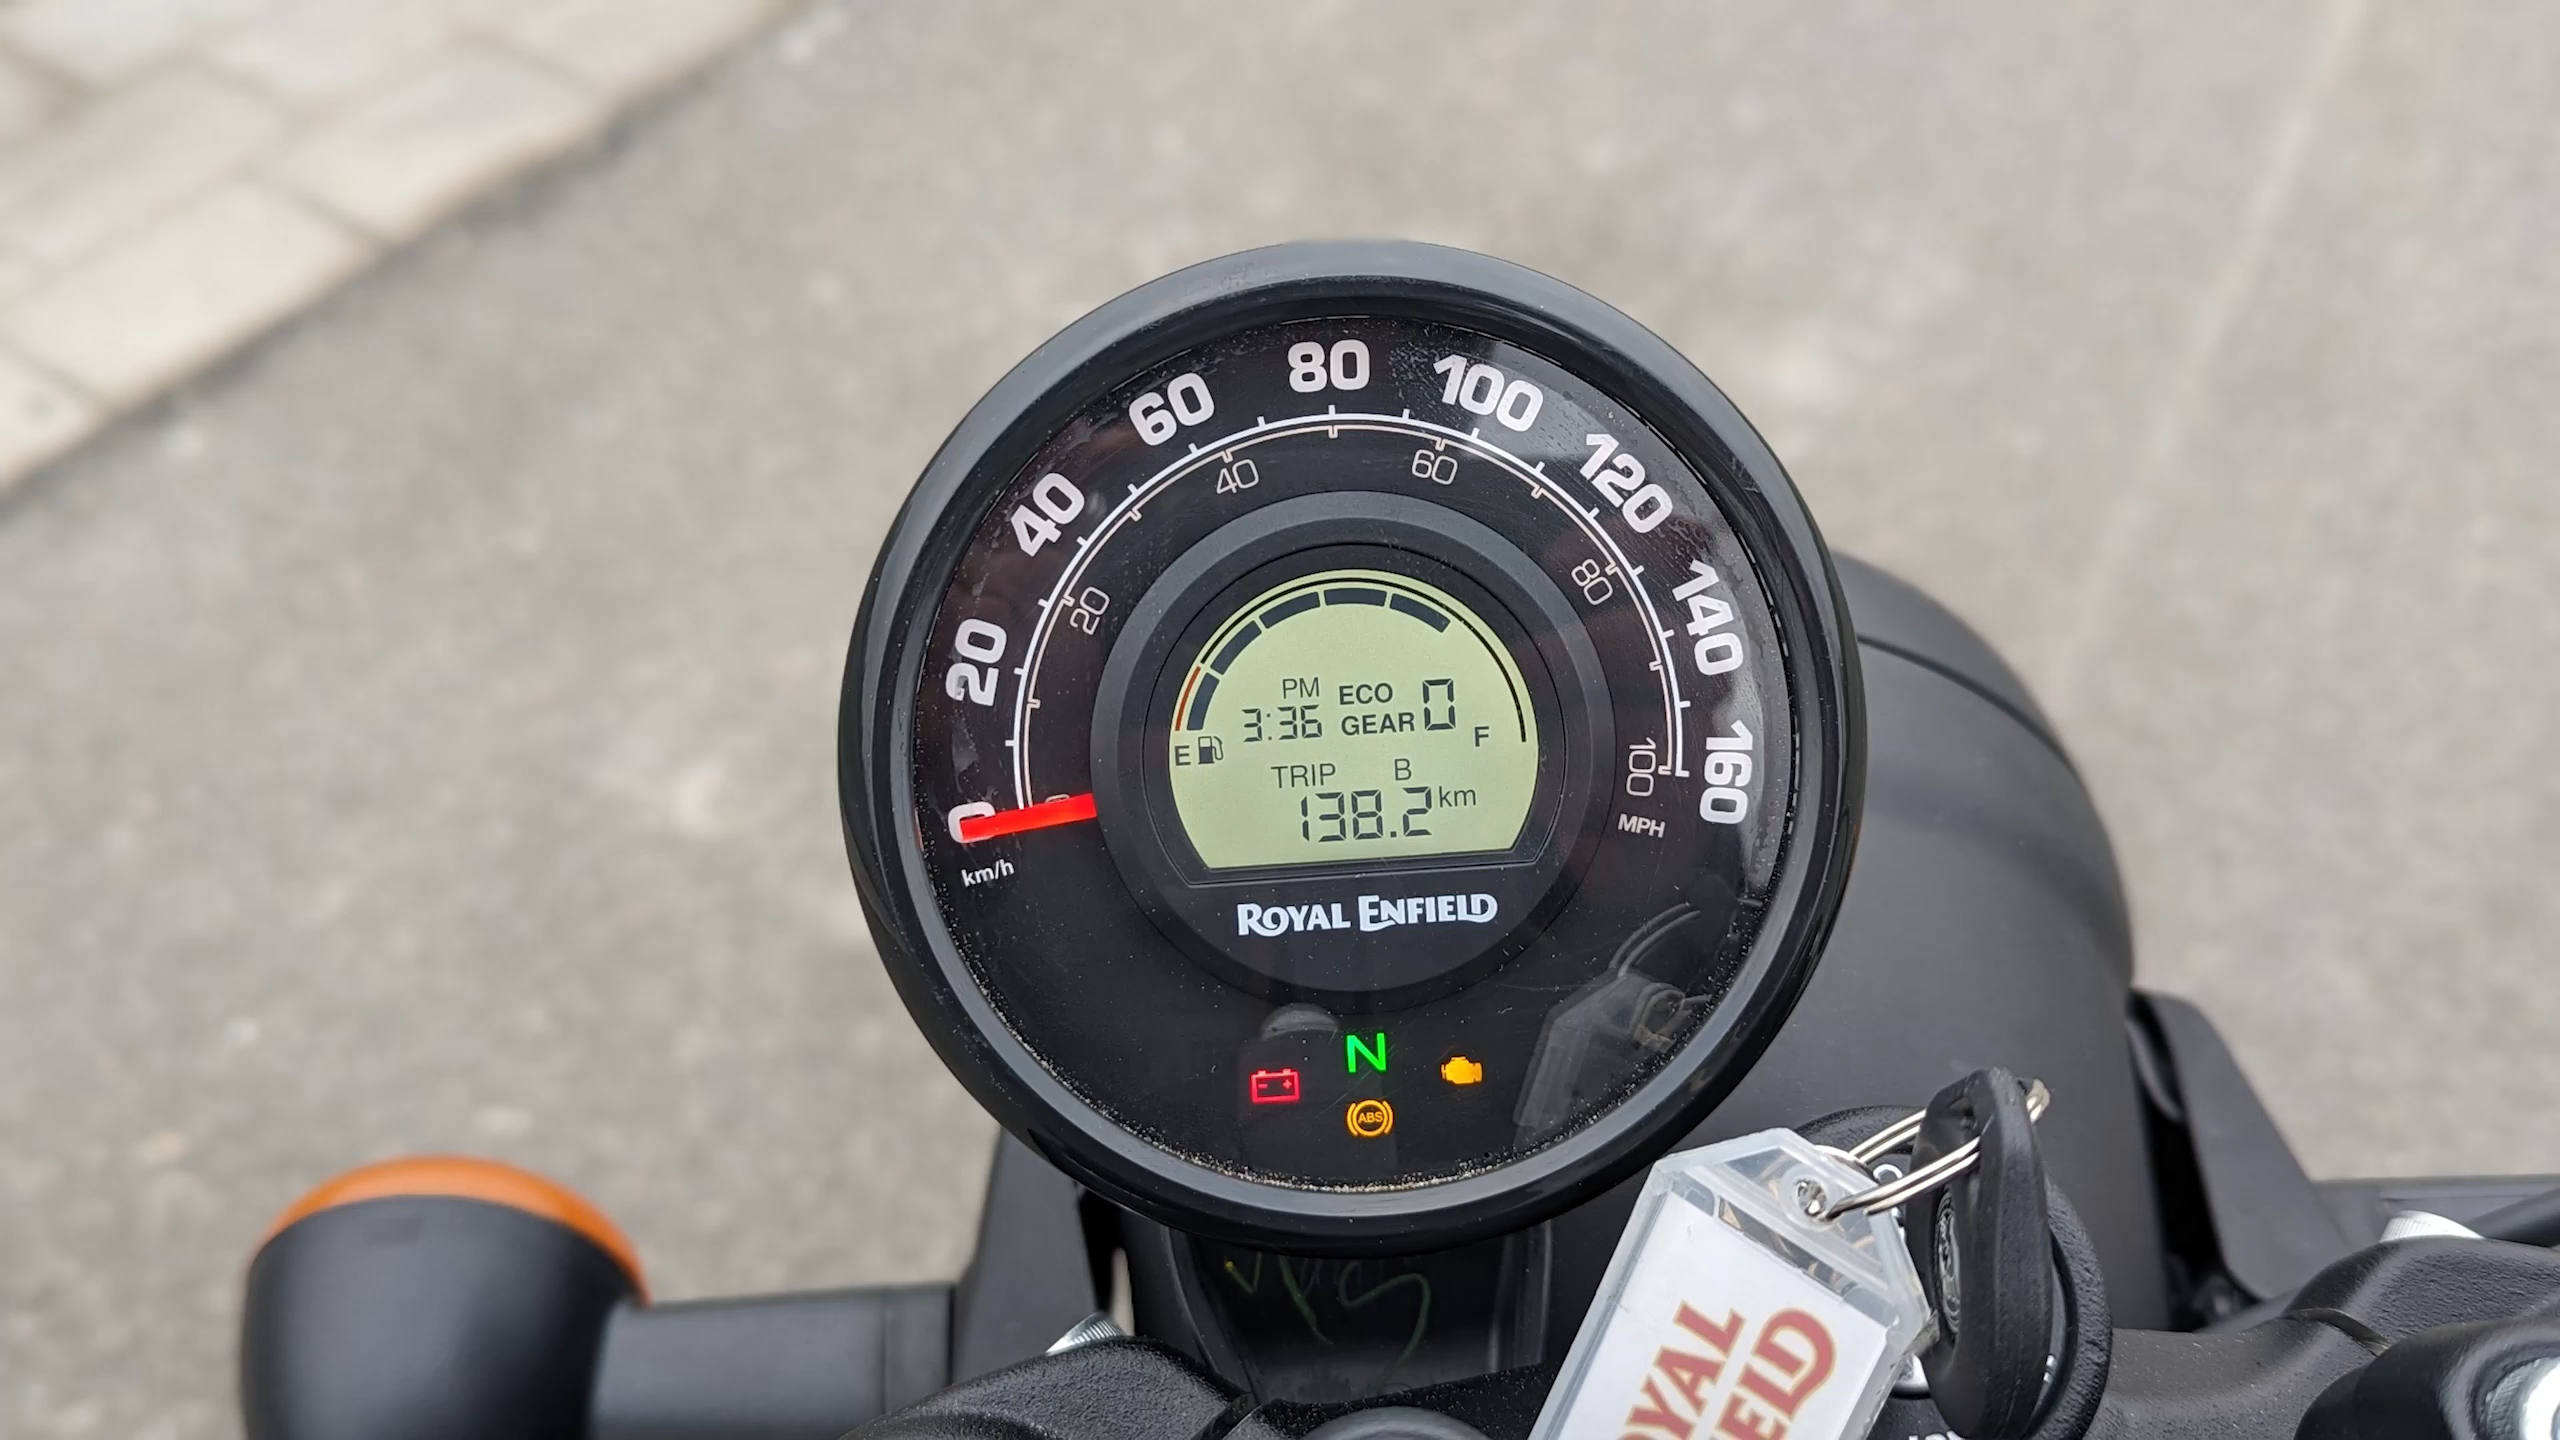 0 20 40 60 80 100 120 140 160
km/h
20 40 60 80 100
MPH
PM
3:36
ECO
GEAR 0
E
F
TRIP B
138.2 km
ROYAL ENFIELD
N
ABS